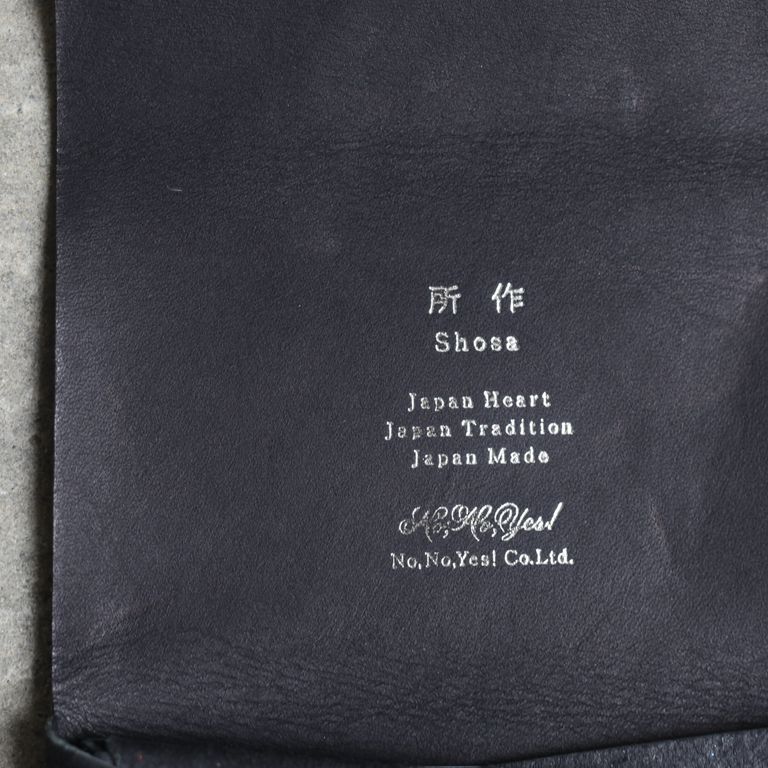 所作
Shosa
Japan Heart
Japan Tradition
Japan Made
No,No,Yes!
No,No,Yes! Co.Ltd.